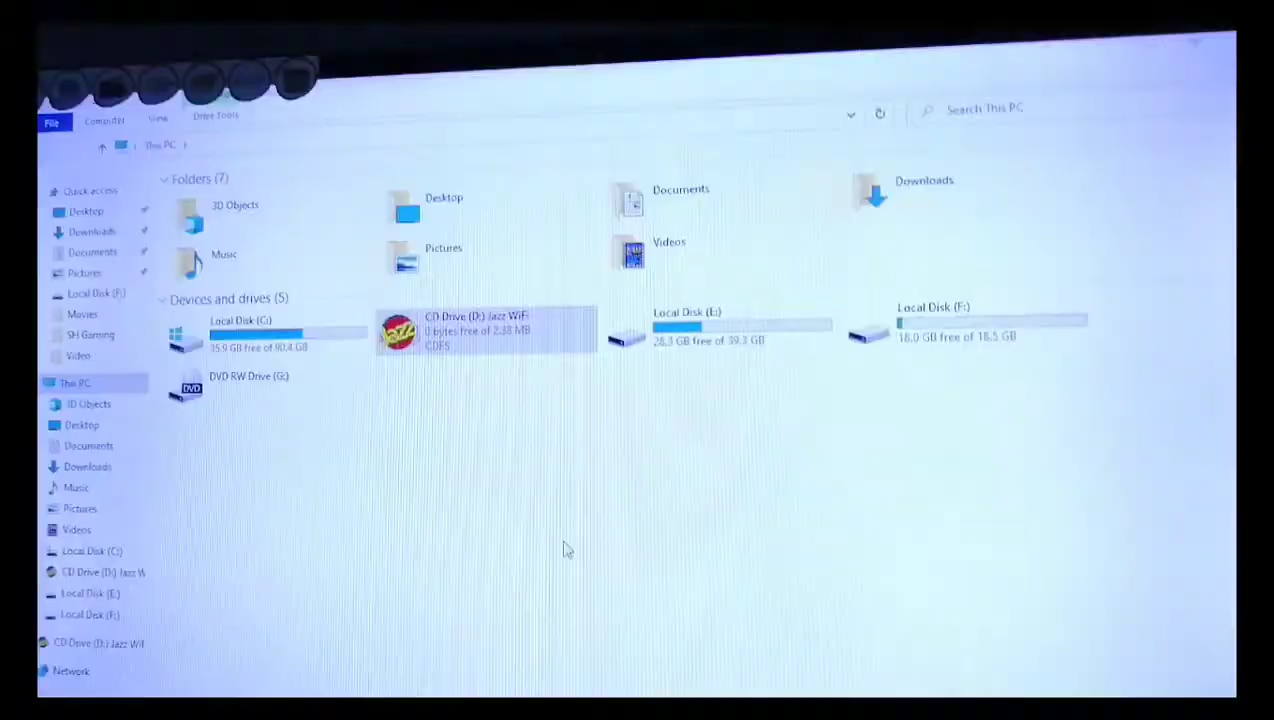 File
Computer
View
Drive Tools
This PC
Search This PC
Quick access
Desktop
Downloads
Documents
Pictures
Local Disk (F:)
Movies
SH Gaming
Video
This PC
3D Objects
Desktop
Documents
Downloads
Music
Pictures
Videos
Local Disk (C:)
CD Drive (D:) Jazz W
Local Disk (E:)
Local Disk (F:)
CD Drive (D:) Jazz WiF
Network
Folders (7)
3D Objects
Desktop
Documents
Downloads
Music
Pictures
Videos
Devices and drives (5)
Local Disk (C:)
35.9 GB free of 90.4 GB
Jazz
CD Drive (D:) Jazz WiFi
0 bytes free of 2.38 MB
CDFS
Local Disk (E:)
28.3 GB free of 39.3 GB
Local Disk (F:)
18.0 GB free of 18.5 GB
DVD
DVD RW Drive (G:)